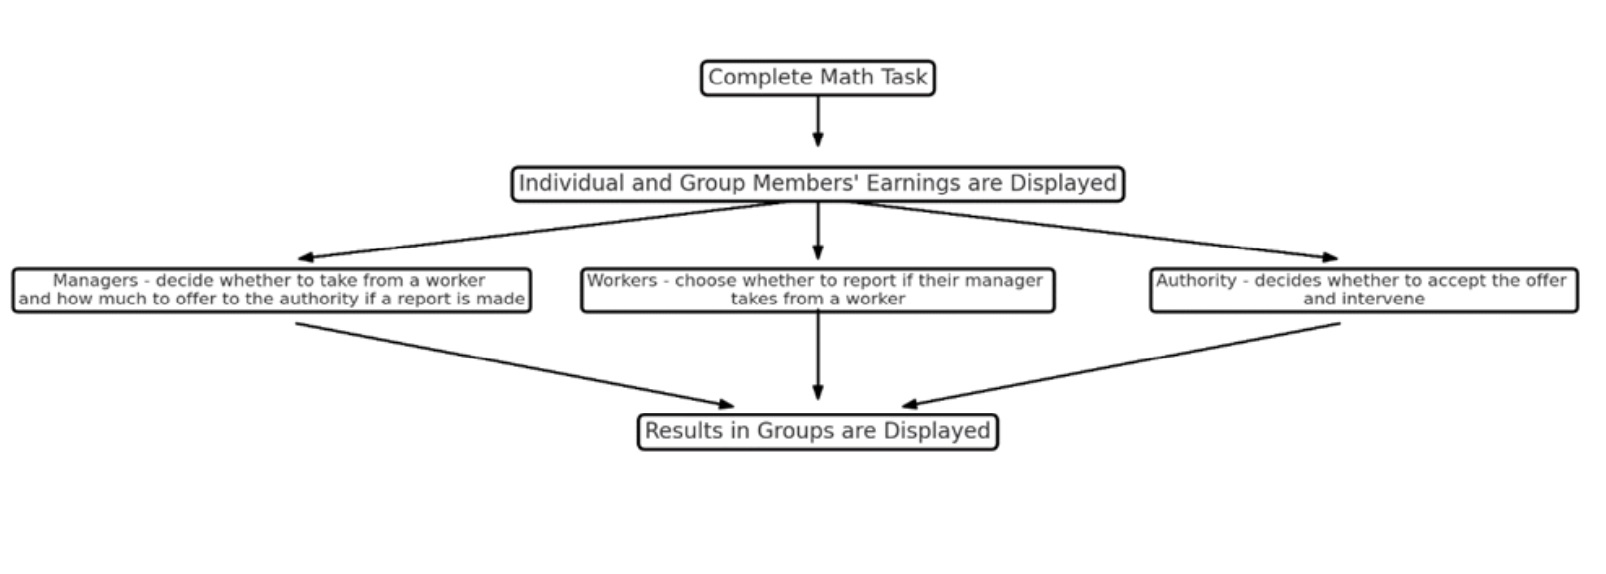 Complete Math Task
Individual and Group Members' Earnings are Displayed
Managers - decide whether to take from a worker
and how much to offer to the authority if a report is made
Workers - choose whether to report if their manager
takes from a worker
Authority - decides whether to accept the offer
and intervene
Results in Groups are Displayed